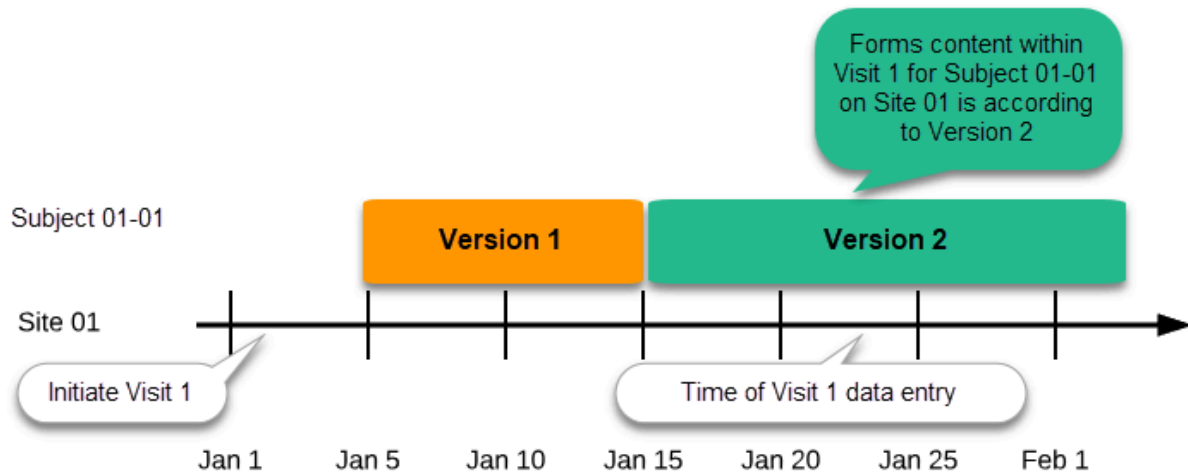 Forms content within
Visit 1 for Subject 01-01
on Site 01 is according
to Version 2
Subject 01-01
Version 1
Version 2
Site 01
Initiate Visit 1
Time of Visit 1 data entry
Jan 1
Jan 5
Jan 10
Jan 15
Jan 20
Jan 25
Feb 1